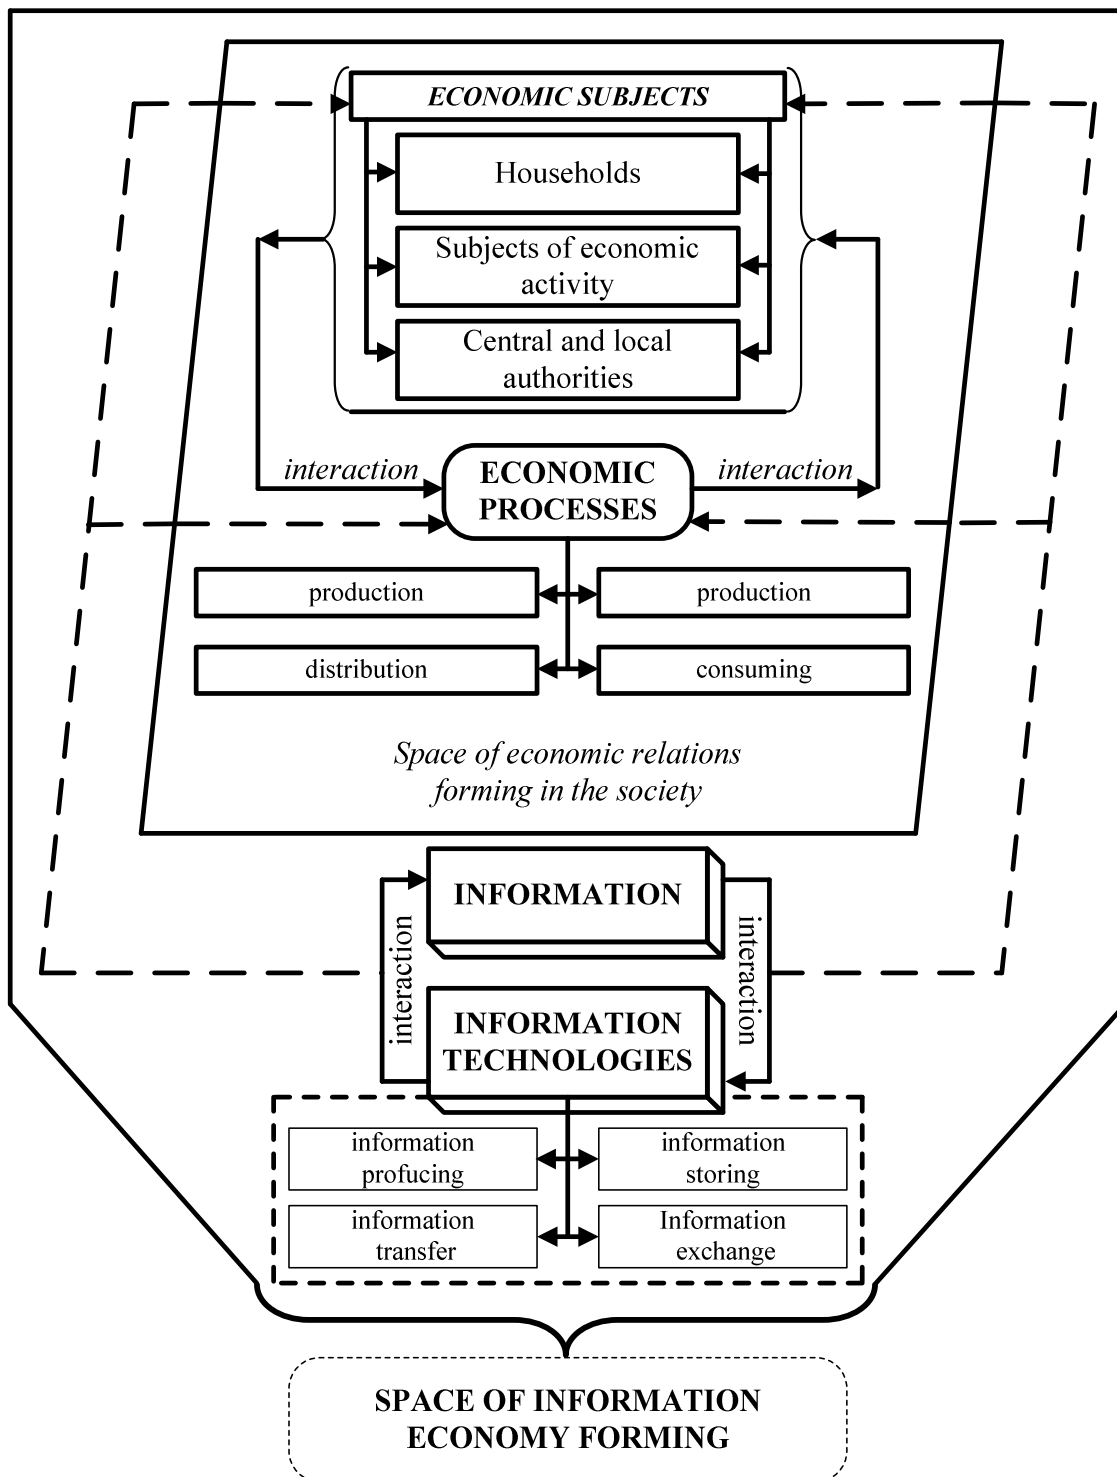 ECONOMIC SUBJECTS
Households
Subjects of economic
activity
Central and local
authorities
interaction
ECONOMIC
PROCESSES
interaction
production
production
distribution
consuming
Space of economic relations
forming in the society
INFORMATION
interaction
interaction
INFORMATION
TECHNOLOGIES
information
profucing
information
storing
information
transfer
Information
exchange
SPACE OF INFORMATION
ECONOMY FORMING